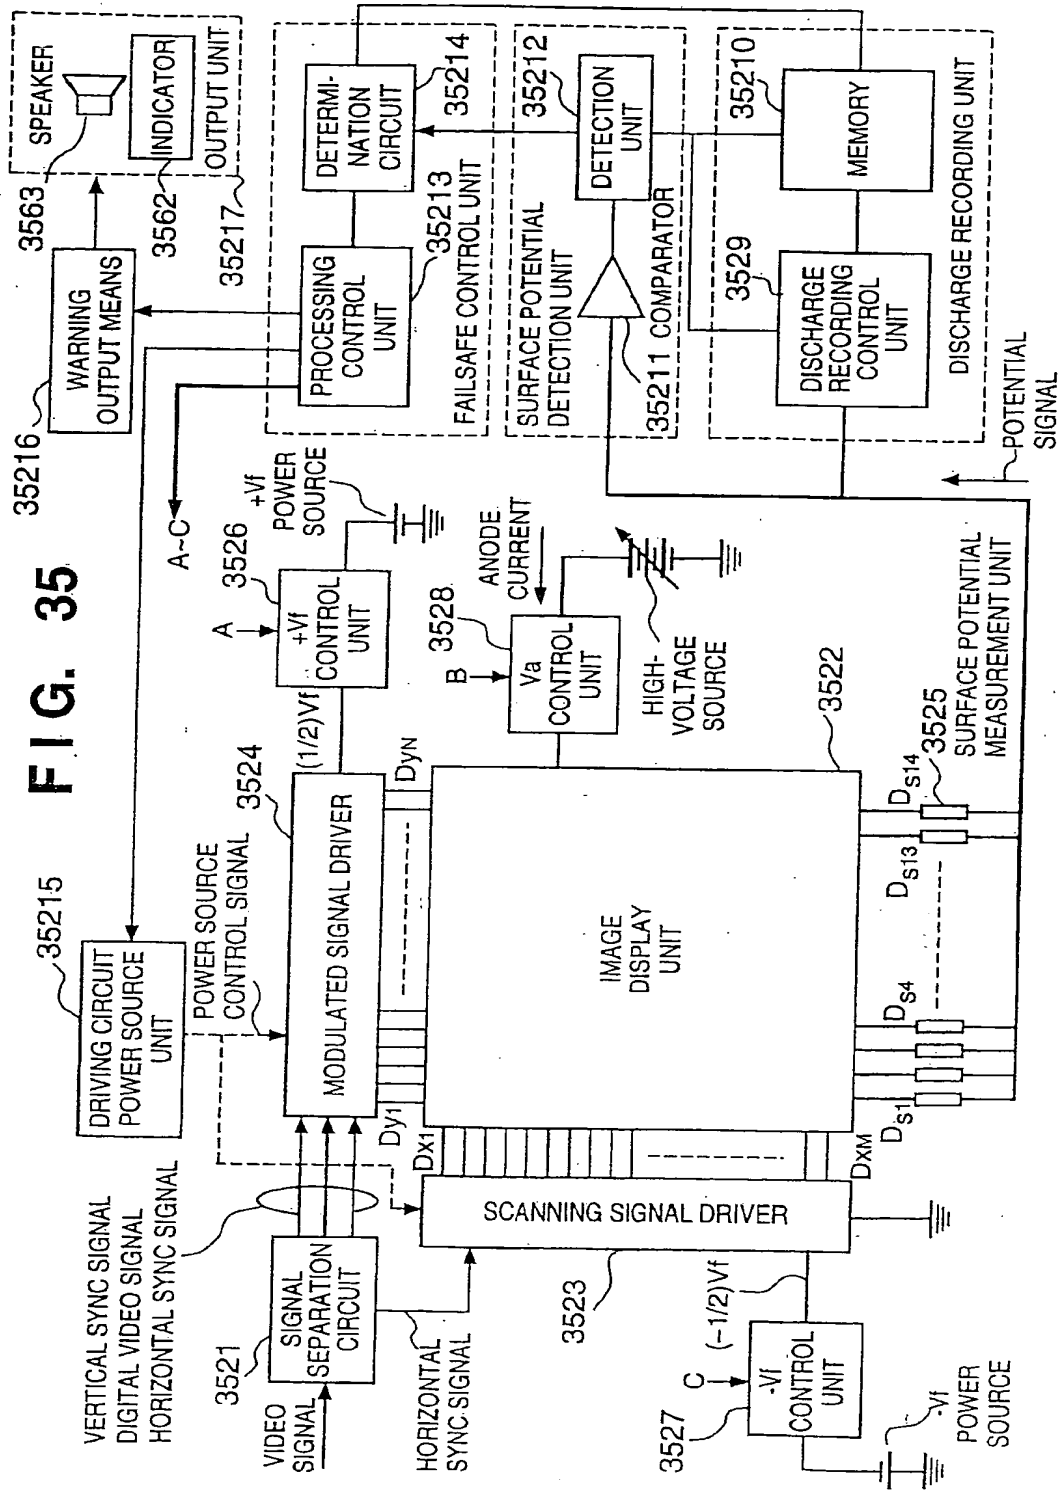 FIG. 35
VERTICAL SYNC SIGNAL
DIGITAL VIDEO SIGNAL
HORIZONTAL SYNC SIGNAL
35215
DRIVING CIRCUIT
POWER SOURCE
UNIT
POWER SOURCE
CONTROL SIGNAL
3521
SIGNAL
SEPARATION
CIRCUIT
VIDEO
SIGNAL
HORIZONTAL
SYNC SIGNAL
3524
MODULATED SIGNAL DRIVER
(1/2)Vf
A
3526
+Vf
CONTROL
UNIT
+Vf
POWER
SOURCE
A~C
35216
WARNING
OUTPUT MEANS
3563
3562
35217
SPEAKER
INDICATOR
OUTPUT UNIT
PROCESSING
CONTROL
UNIT
35213
DETERMI-
NATION
CIRCUIT
35214
FAILSAFE CONTROL UNIT
SURFACE POTENTIAL
DETECTION UNIT
35211 COMPARATOR
DETECTION
UNIT
35212
3529
DISCHARGE
RECORDING
CONTROL
UNIT
35210
MEMORY
DISCHARGE RECORDING UNIT
POTENTIAL
SIGNAL
Dy1
DyN
Dx1
DxM
SCANNING SIGNAL DRIVER
3523
(−1/2)Vf
C
3527
-Vf
CONTROL
UNIT
-Vf
POWER
SOURCE
IMAGE
DISPLAY
UNIT
3522
B
3528
Va
CONTROL
UNIT
ANODE
CURRENT
HIGH-
VOLTAGE
SOURCE
Ds1
Ds4
Ds13
Ds14
3525
SURFACE POTENTIAL
MEASUREMENT UNIT